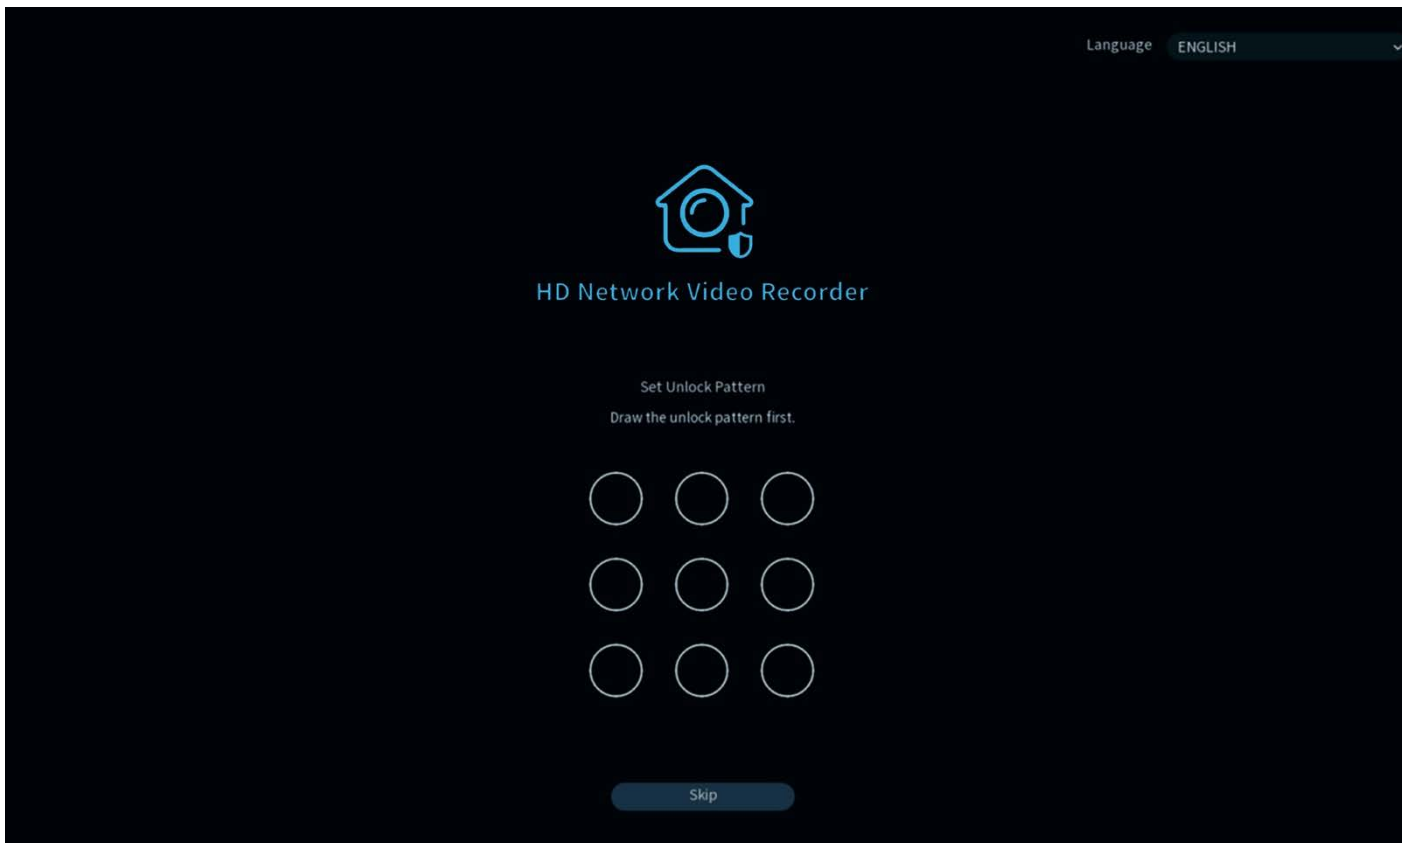 Language ENGLISH
HD Network Video Recorder
Set Unlock Pattern
Draw the unlock pattern first.
Skip